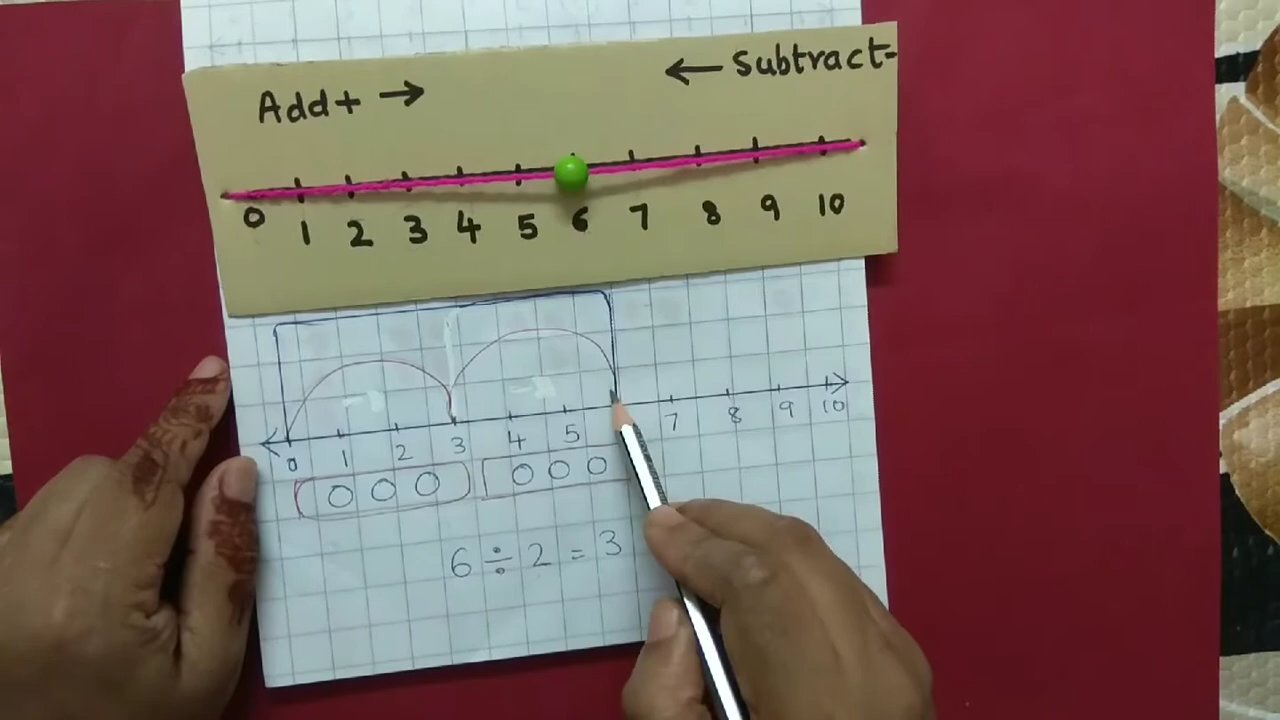 Add+ → ← Subtract-
0 1 2 3 4 5 6 7 8 9 10
0 1 2 3 4 5 7 8 9 10
6 ÷ 2 = 3